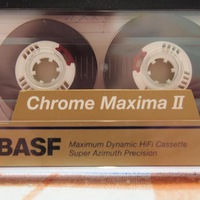 Chrome Maxima II
BASF
Maximum Dynamic HiFi Cassette
Super Azimuth Precision